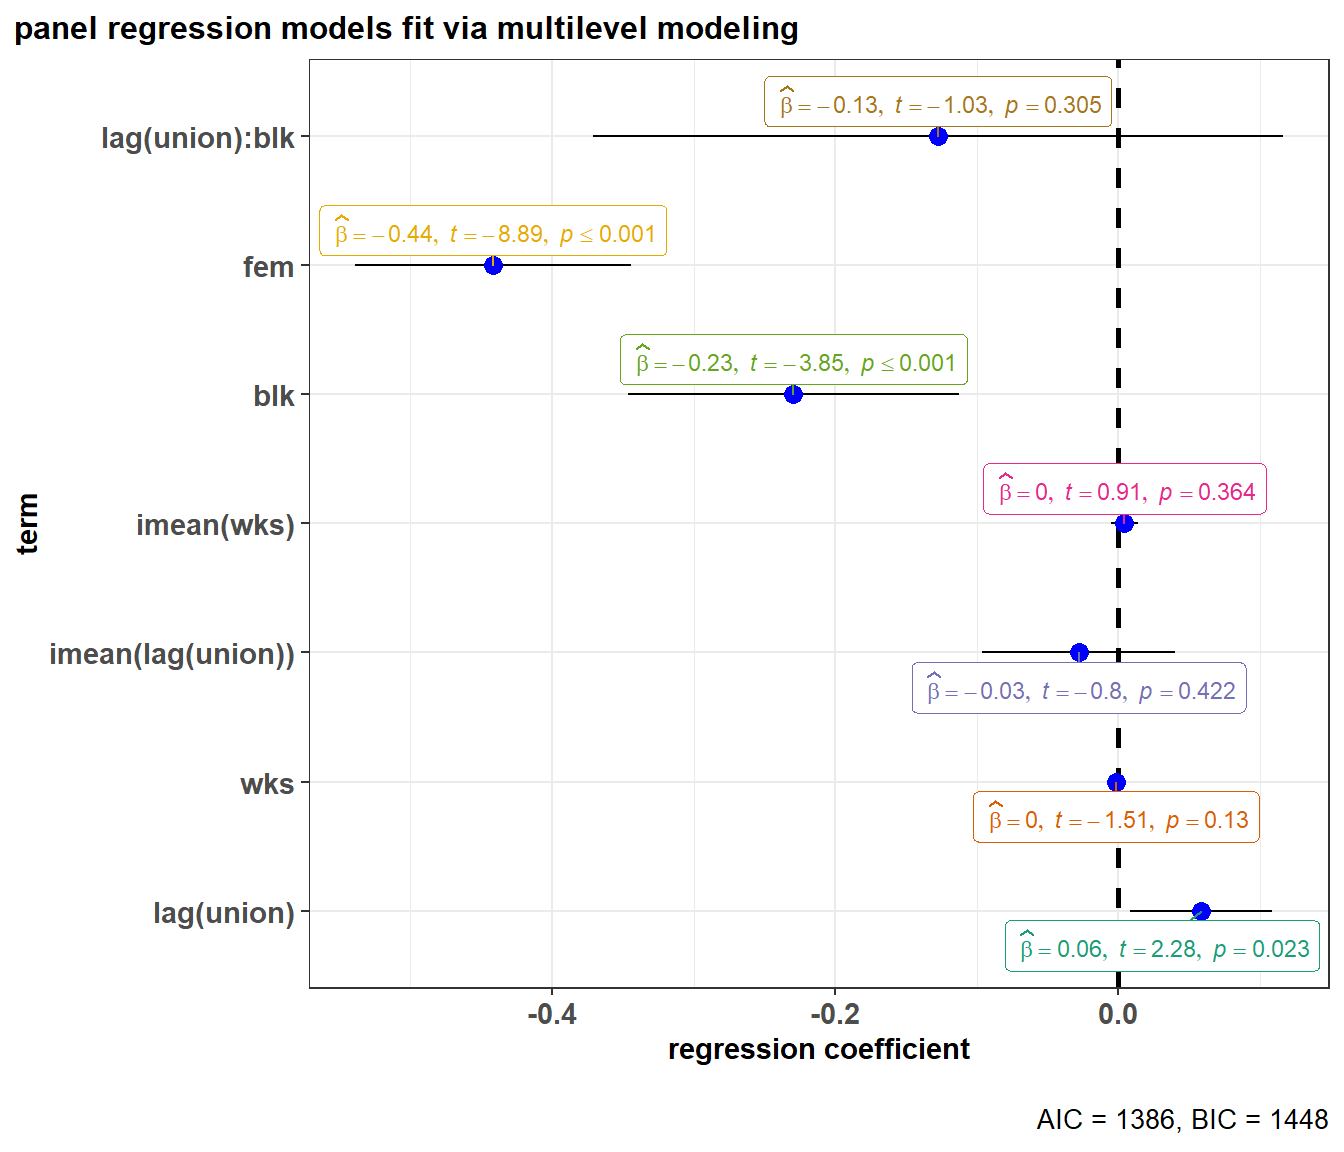 panel regression models fit via multilevel modeling
lag(union):blk
β̂ = −0.13, t = −1.03, p = 0.305
fem
β̂ = −0.44, t = −8.89, p ≤ 0.001
blk
β̂ = −0.23, t = −3.85, p ≤ 0.001
imean(wks)
β̂ = 0, t = 0.91, p = 0.364
imean(lag(union))
β̂ = −0.03, t = −0.8, p = 0.422
wks
β̂ = 0, t = −1.51, p = 0.13
lag(union)
β̂ = 0.06, t = 2.28, p = 0.023
term
-0.4 -0.2 0.0
regression coefficient
AIC = 1386, BIC = 1448